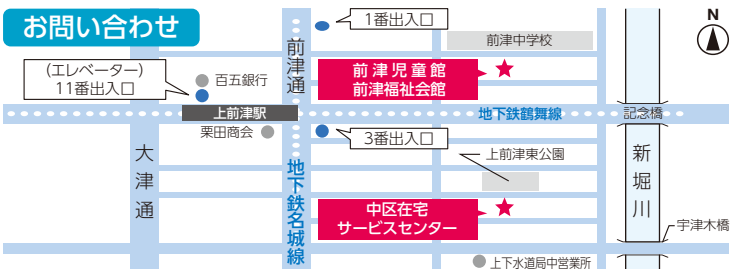 お問い合わせ
1番出入口
N
前津通
前津中学校
(エレベーター)
11番出入口
百五銀行
前津児童館
前津福祉会館
上前津駅
地下鉄鶴舞線
記念橋
栗田商会
3番出入口
大津通
上前津東公園
新堀川
地下鉄名城線
中区在宅
サービスセンター
宇津木橋
上下水道局中営業所